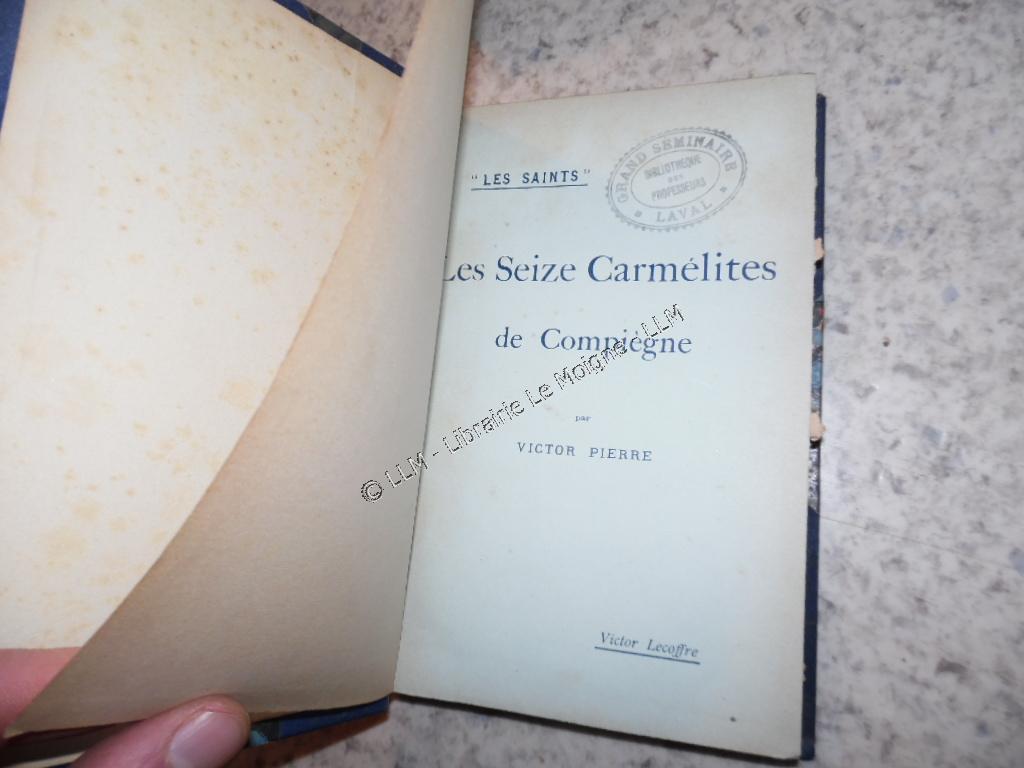 "LES SAINTS"
GRAND SEMINAIRE
BIBLIOTHÈQUE
DES
PROFESSEURS
LAVAL
Les Seize Carmélites
de Compiègne
par
VICTOR PIERRE
Victor Lecoffre
© LLM - Librairie Le Moigne - LLM